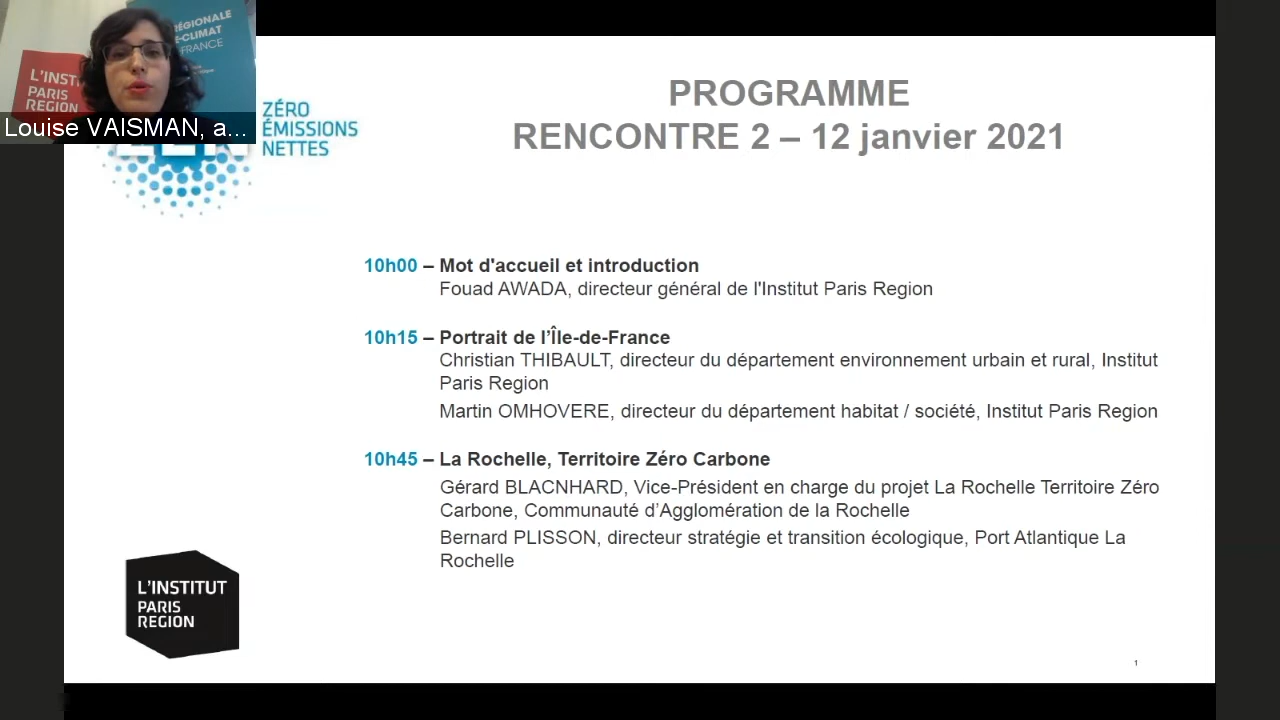 RÉGIONALE
E-CLIMAT
FRANCE
L'INSTIT
PARIS
REGION
Louise VAISMAN, a...
ZÉRO
ÉMISSIONS
NETTES
PROGRAMME
RENCONTRE 2 – 12 janvier 2021
10h00 – Mot d'accueil et introduction
Fouad AWADA, directeur général de l'Institut Paris Region
10h15 – Portrait de l'Île-de-France
Christian THIBAULT, directeur du département environnement urbain et rural, Institut
Paris Region
Martin OMHOVERE, directeur du département habitat / société, Institut Paris Region
10h45 – La Rochelle, Territoire Zéro Carbone
Gérard BLACNHARD, Vice-Président en charge du projet La Rochelle Territoire Zéro
Carbone, Communauté d'Agglomération de la Rochelle
Bernard PLISSON, directeur stratégie et transition écologique, Port Atlantique La
Rochelle
L'INSTITUT
PARIS
REGION
1